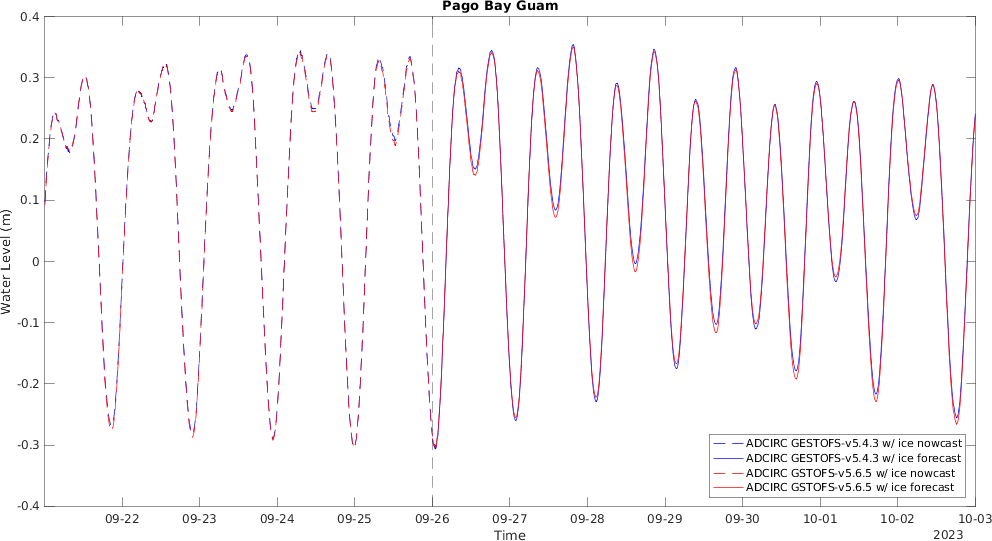 Pago Bay Guam
Water Level (m)
0.4
0.3
0.2
0.1
0
-0.1
-0.2
-0.3
-0.4
ADCIRC GESTOFS-v5.4.3 w/ ice nowcast
ADCIRC GESTOFS-v5.4.3 w/ ice forecast
ADCIRC GSTOFS-v5.6.5 w/ ice nowcast
ADCIRC GSTOFS-v5.6.5 w/ ice forecast
09-22 09-23 09-24 09-25 09-26 09-27 09-28 09-29 09-30 10-01 10-02 10-03
Time
2023